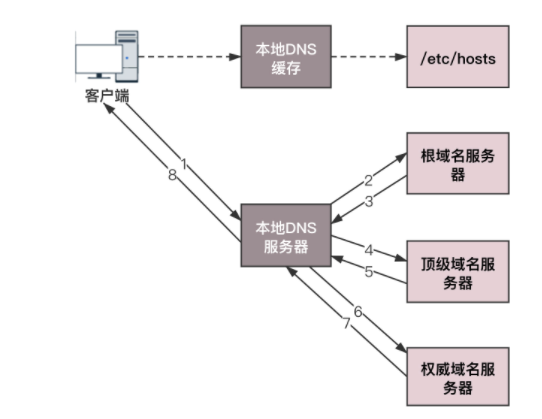 本地DNS
缓存
/etc/hosts
客户端
1
8
2
3
根域名服务
器
本地DNS
服务器
4
5
顶级域名服
务器
6
7
权威域名服
务器